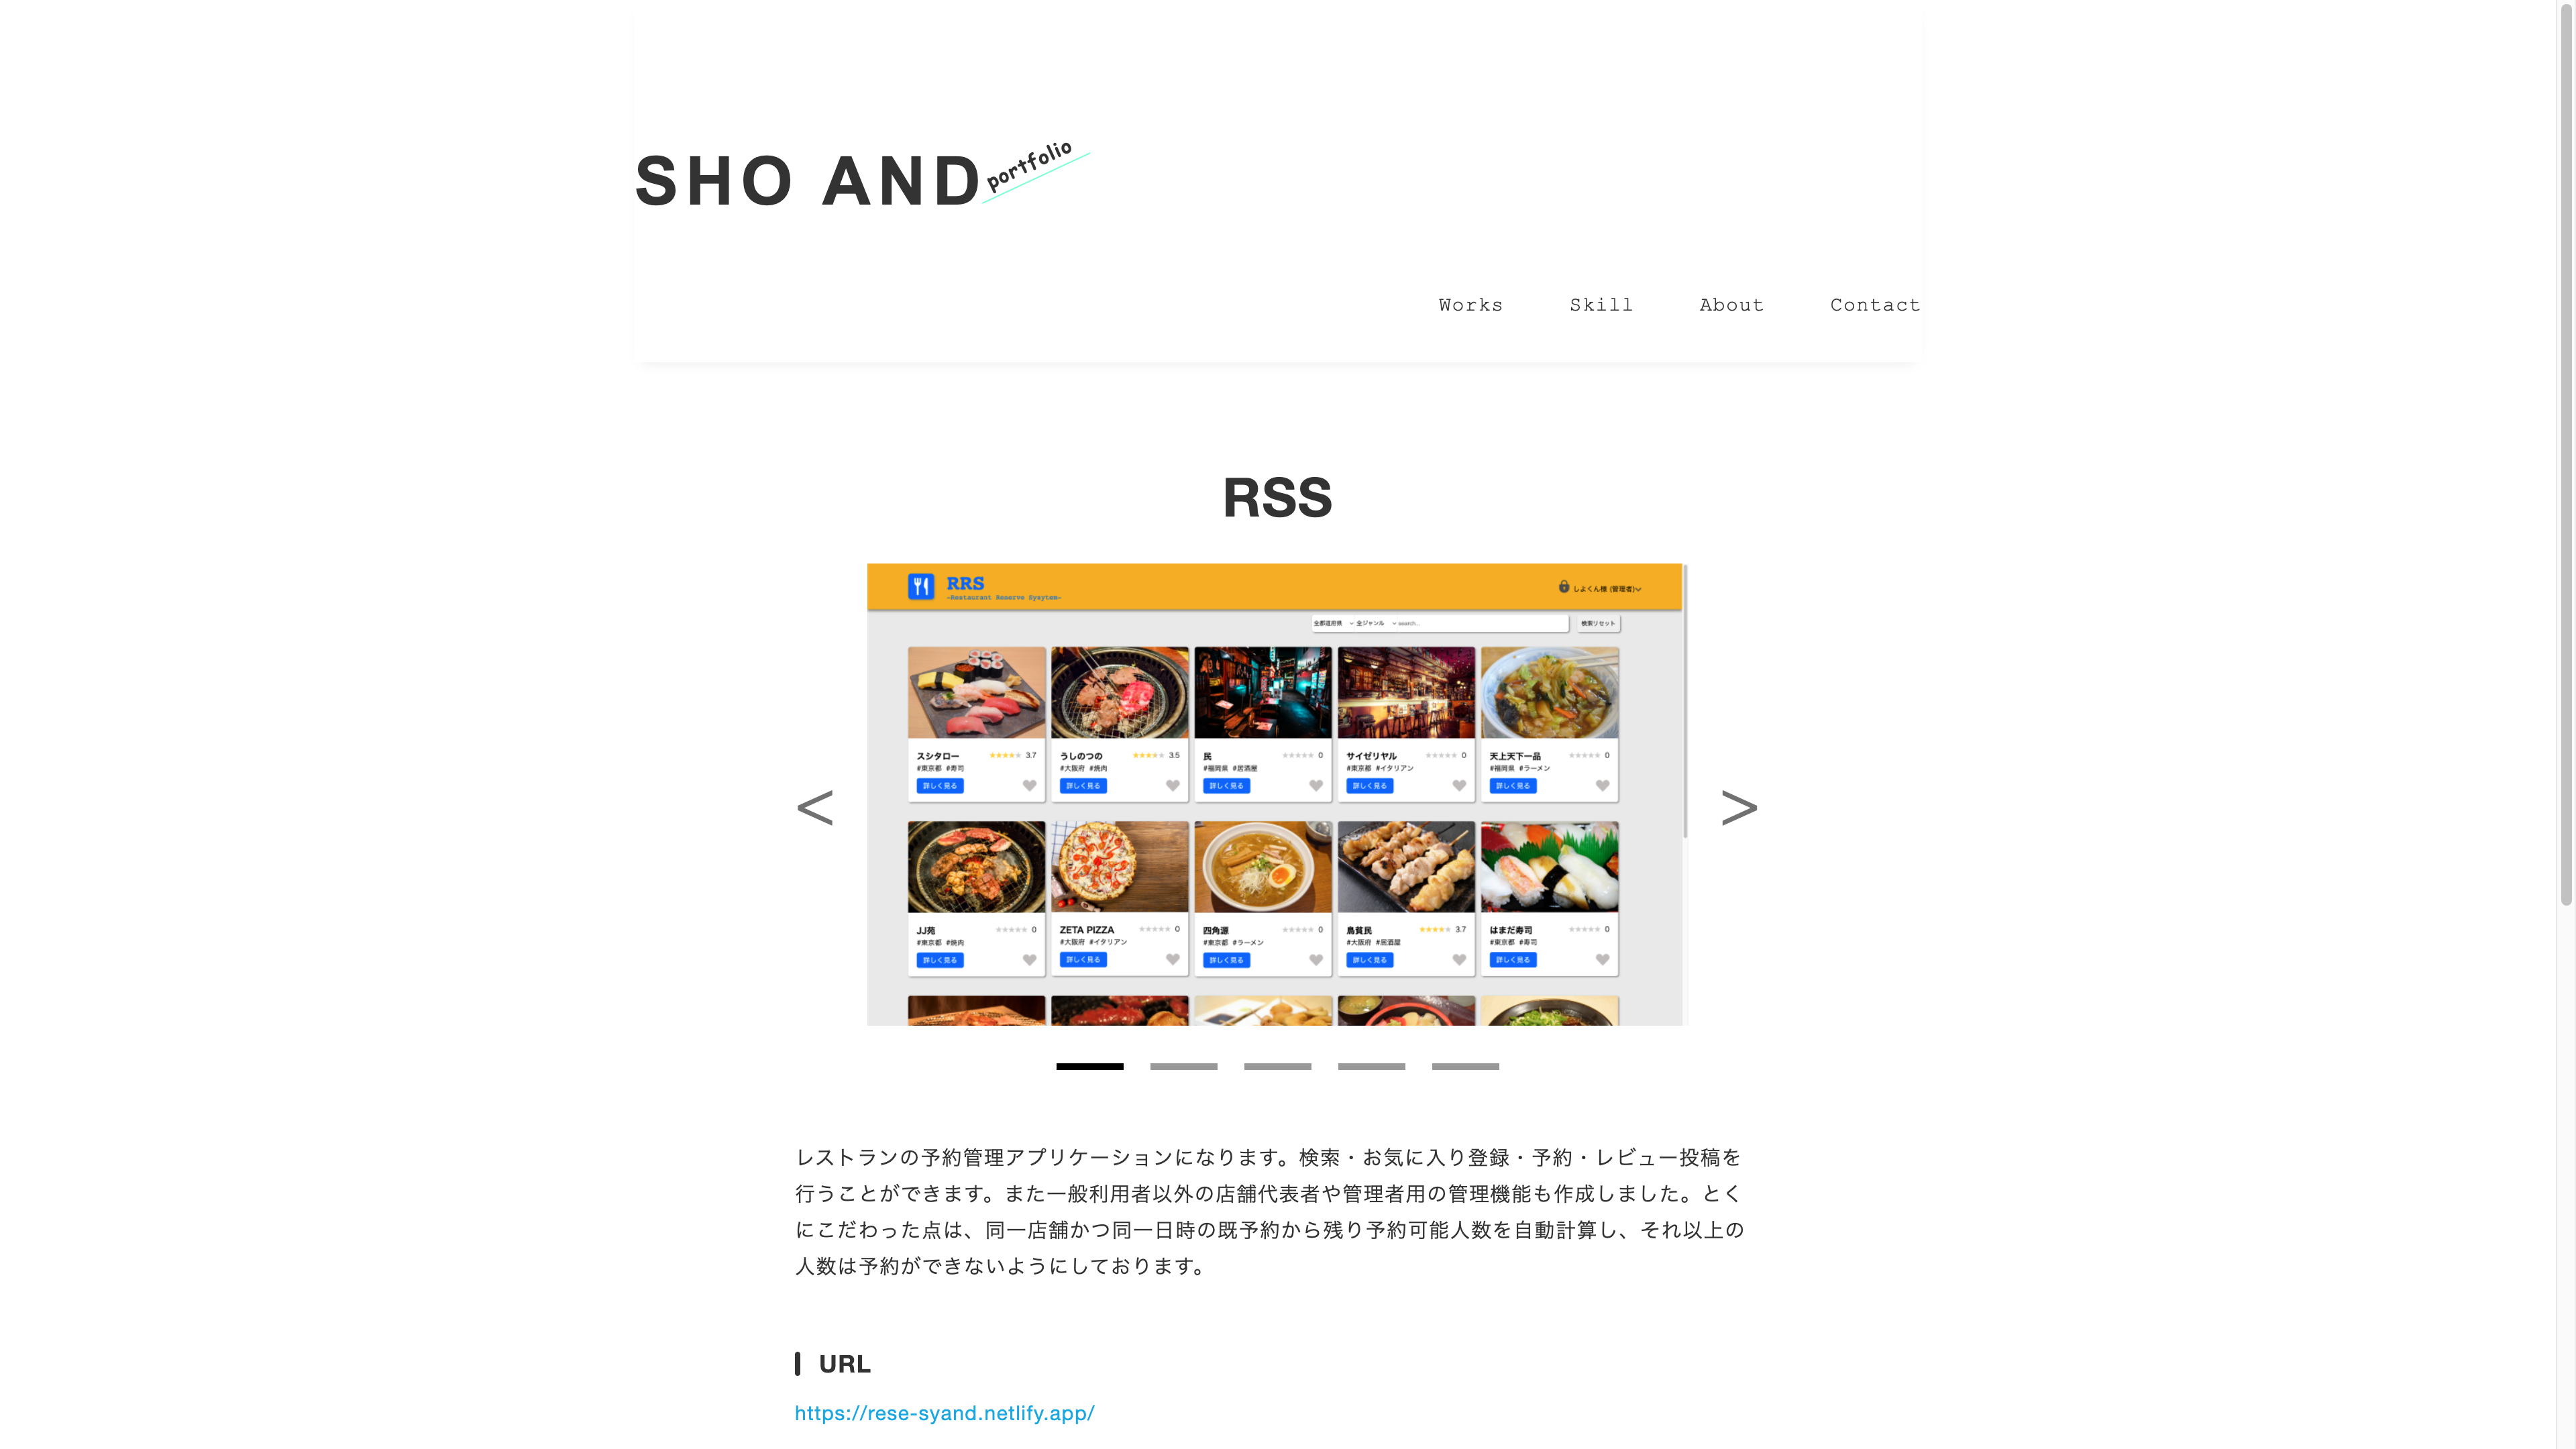 SHO AND portfolio
Works Skill About Contact
RSS
RRS
~Restaurant Reserve Sysytem~
しよくん様 (管理者)
全都道府県 全ジャンル search... 検索リセット
スシタロー 3.7
#東京都 #寿司
詳しく見る
うしのつの 3.5
#大阪府 #焼肉
詳しく見る
民 0
#福岡県 #居酒屋
詳しく見る
サイゼリヤル 0
#東京都 #イタリアン
詳しく見る
天上天下一品 0
#福岡県 #ラーメン
詳しく見る
JJ苑 0
#東京都 #焼肉
詳しく見る
ZETA PIZZA 0
#大阪府 #イタリアン
詳しく見る
四角源 0
#東京都 #ラーメン
詳しく見る
鳥貧民 3.7
#大阪府 #居酒屋
詳しく見る
はまだ寿司 0
#東京都 #寿司
詳しく見る
< >
レストランの予約管理アプリケーションになります。検索・お気に入り登録・予約・レビュー投稿を
行うことができます。また一般利用者以外の店舗代表者や管理者用の管理機能も作成しました。とく
にこだわった点は、同一店舗かつ同一日時の既予約から残り予約可能人数を自動計算し、それ以上の
人数は予約ができないようにしております。
URL
https://rese-syand.netlify.app/